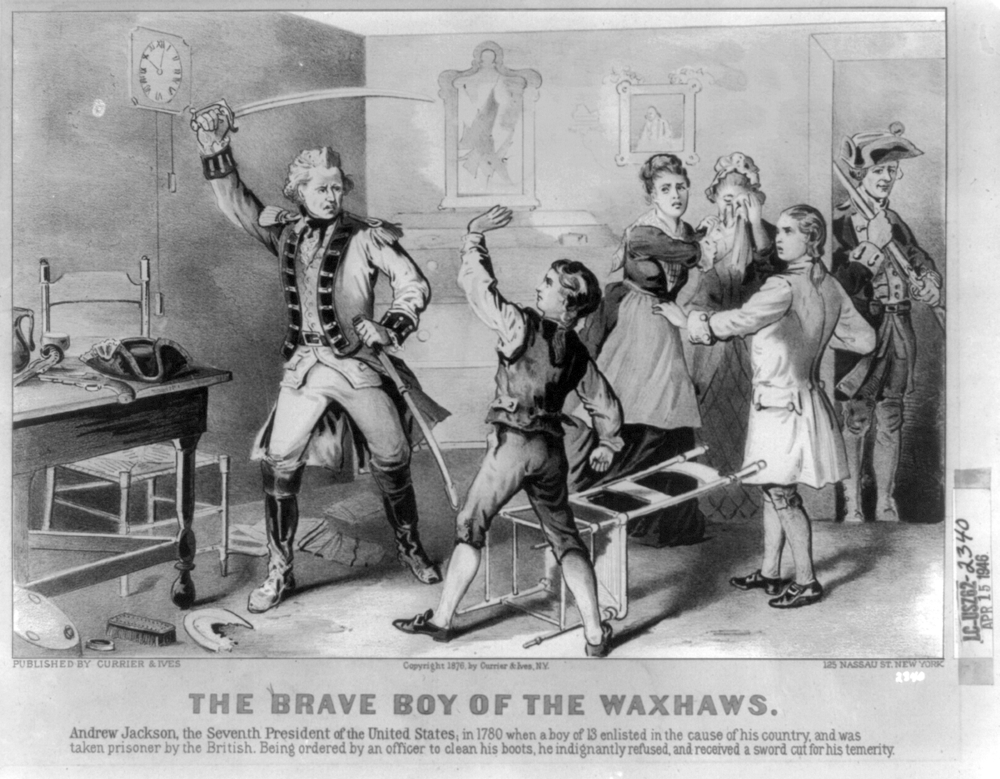 PUBLISHED BY CURRIER & IVES
Copyright 1876, by Currier & Ives, N.Y.
125 NASSAU ST. NEW YORK
2340
THE BRAVE BOY OF THE WAXHAWS.
Andrew Jackson, the Seventh President of the United States, in 1780 when a boy of 13 enlisted in the cause of his country, and was
taken prisoner by the British. Being ordered by an officer to clean his boots, he indignantly refused, and received a sword cut for his temerity.
LC-USZ62-2340
APR 15 1946